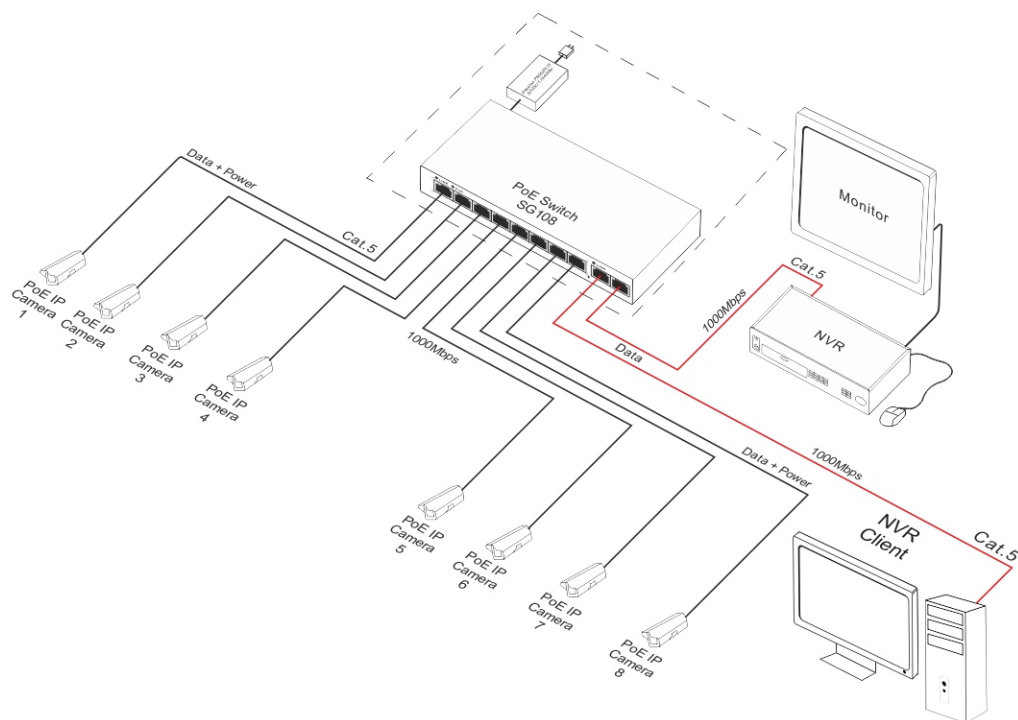 Data + Power
Cat.5
PoE Switch
SG108
Monitor
Cat.5
1000Mbps
NVR
Data
PoE IP
Camera
1
PoE IP
Camera
2
PoE IP
Camera
3
PoE IP
Camera
4
1000Mbps
Data + Power
1000Mbps
NVR
Client
Cat.5
PoE IP
Camera
5
PoE IP
Camera
6
PoE IP
Camera
7
PoE IP
Camera
8